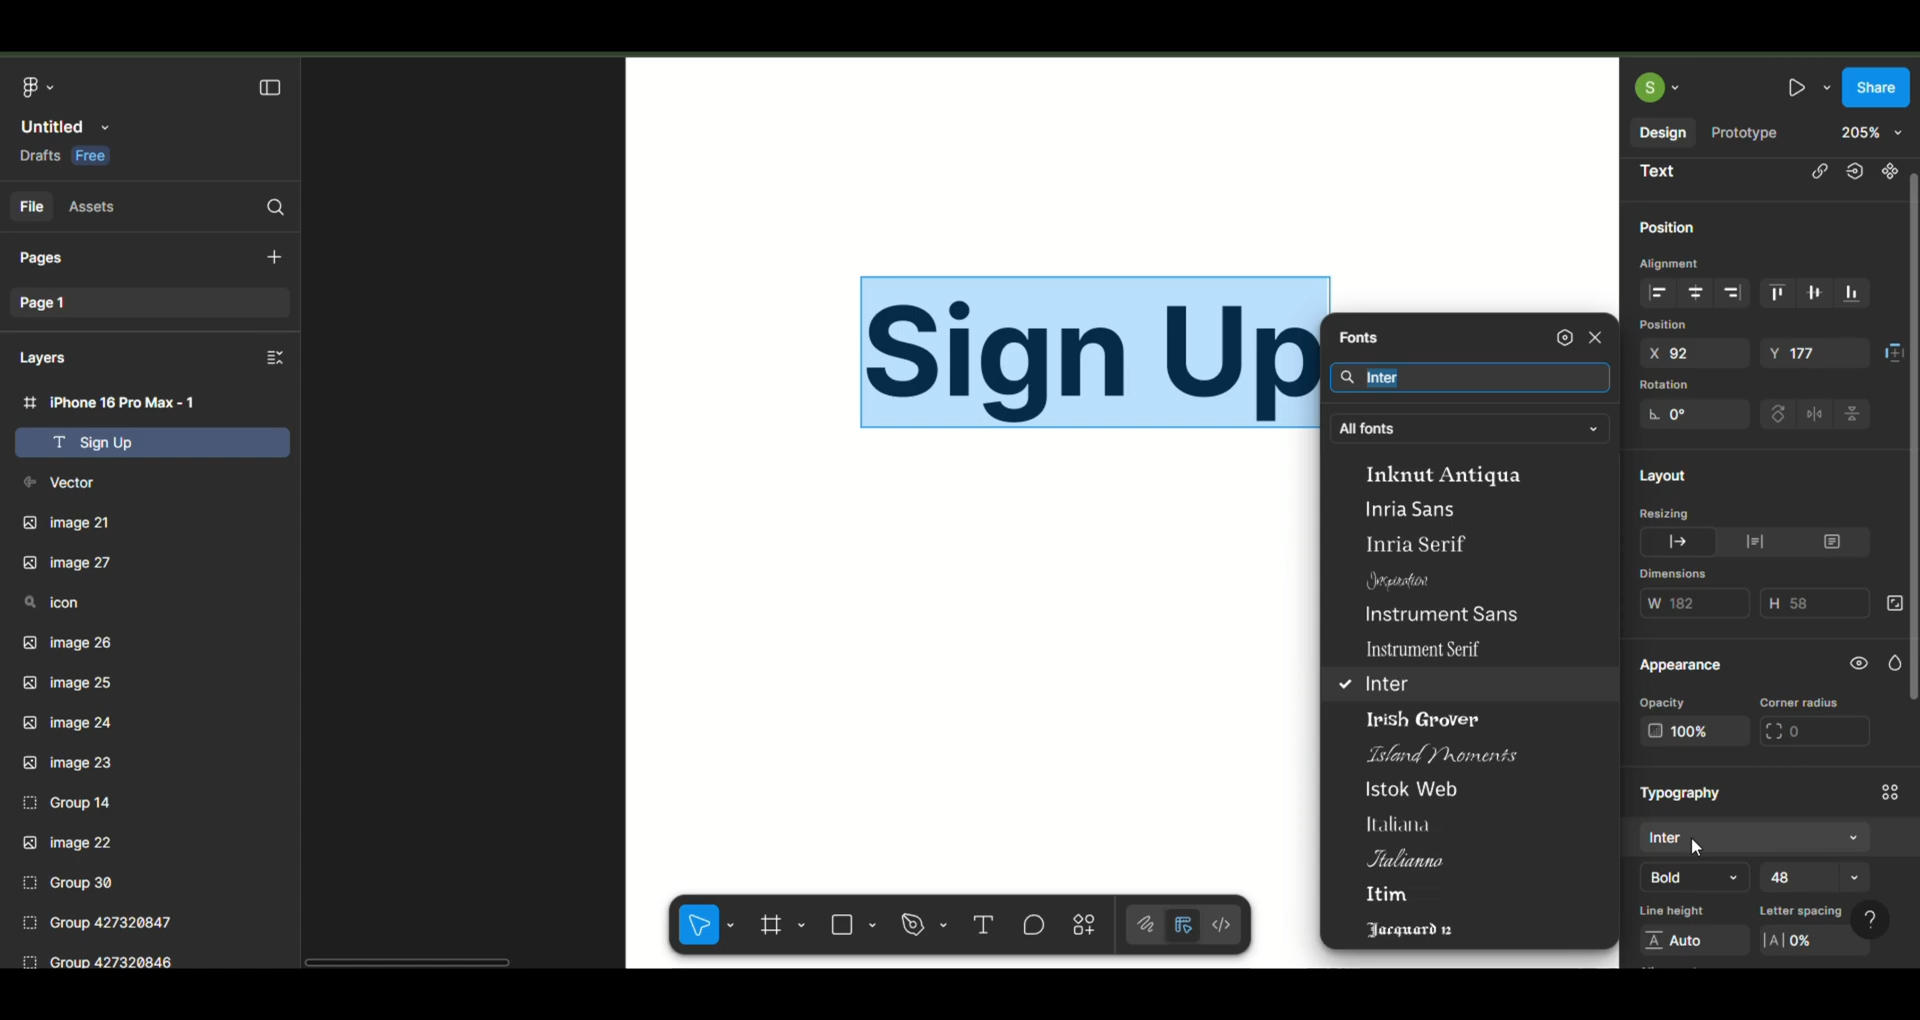 Untitled
Drafts Free
File Assets
Pages
Page 1
Layers
iPhone 16 Pro Max - 1
Sign Up
Vector
image 21
image 27
icon
image 26
image 25
image 24
image 23
Group 14
image 22
Group 30
Group 427320847
Group 427320846
Sign Up
Fonts
Inter
All fonts
Inknut Antiqua
Inria Sans
Inria Serif
Inspiration
Instrument Sans
Instrument Serif
Inter
Irish Grover
Island Moments
Istok Web
Italiana
Italianno
Itim
Jacquard 12
S
Share
Design Prototype 205%
Text
Position
Alignment
Position
X 92 Y 177
Rotation
0°
Layout
Resizing
Dimensions
W 182 H 58
Appearance
Opacity Corner radius
100% 0
Typography
Inter
Bold 48
Line height Letter spacing
Auto 0%
?